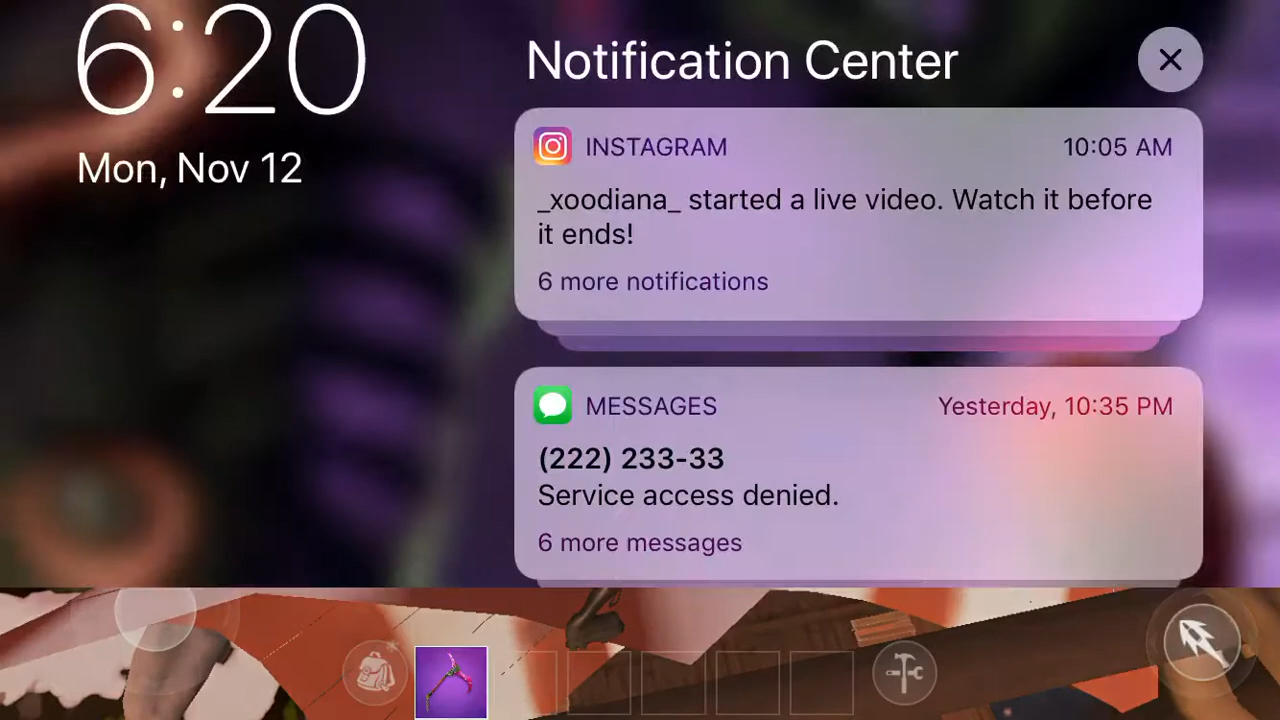 6:20
Mon, Nov 12
Notification Center
INSTAGRAM 10:05 AM
_xoodiana_ started a live video. Watch it before
it ends!
6 more notifications
MESSAGES Yesterday, 10:35 PM
(222) 233-33
Service access denied.
6 more messages